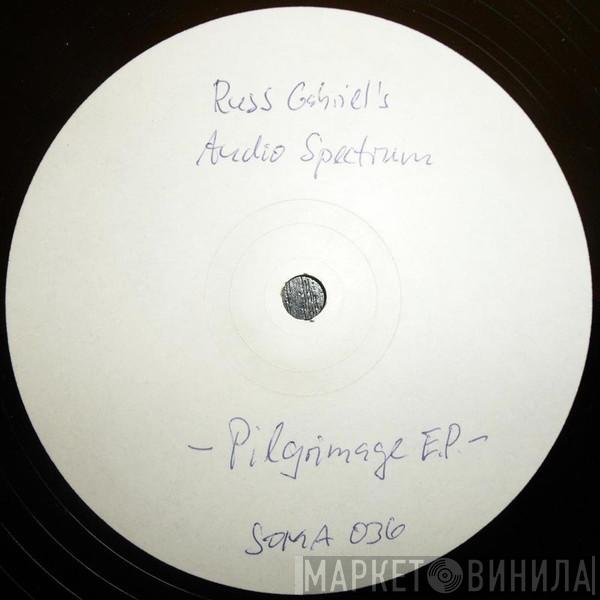 Russ Gabriel's
Audio Spectrum
- Pilgrimage E.P. -
SOMA 036
МАРКЕТ ВИНИЛА